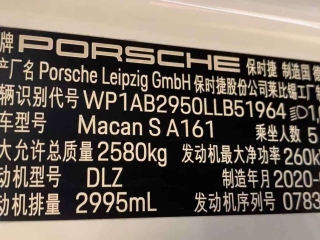 牌 PORSCHE 保时捷 制造国 德
产厂名 Porsche Leipzig GmbH 保时捷股份公司莱比锡工厂
辆识别代号 WP1AB2950LLB51964
车型号 Macan S A161 乘坐人数 5
大允许总质量 2580kg 发动机最大净功率 260k
动机型号 DLZ 制造年月 2020-0
动机排量 2995mL 发动机序列号 0783